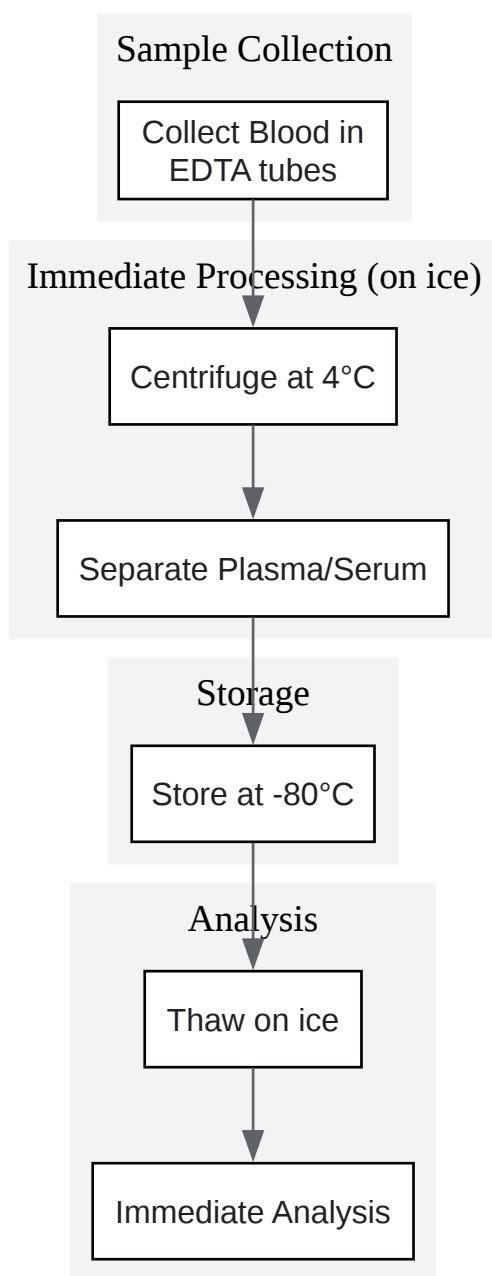 Sample Collection
Collect Blood in
EDTA tubes
Immediate Processing (on ice)
Centrifuge at 4°C
Separate Plasma/Serum
Storage
Store at -80°C
Analysis
Thaw on ice
Immediate Analysis